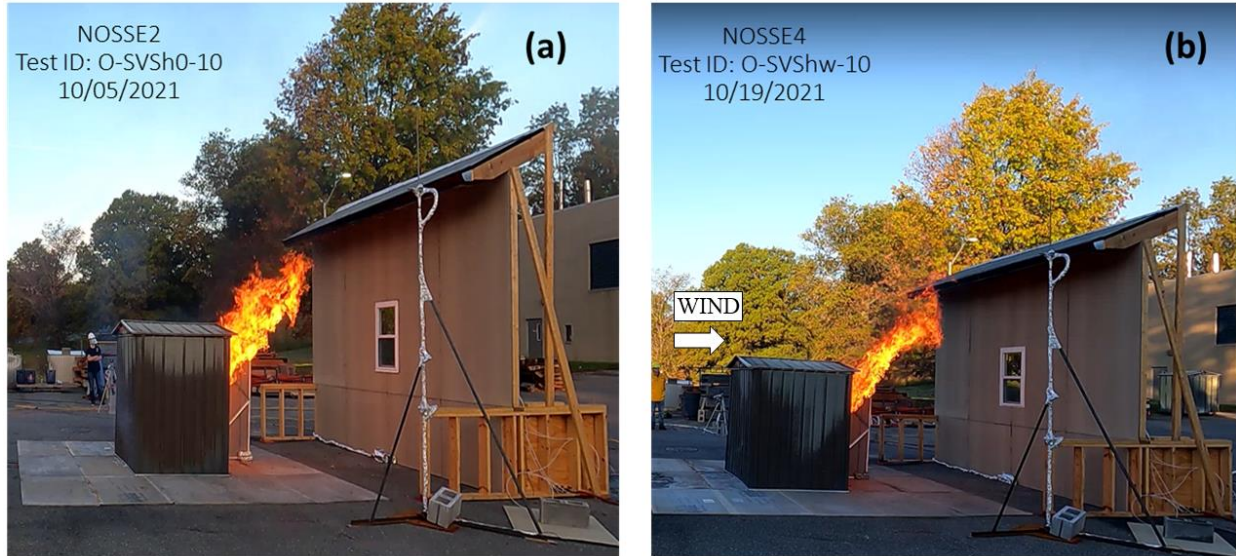 NOSSE2
Test ID: O-SVSh0-10
10/05/2021
(a)
NOSSE4
Test ID: O-SVShw-10
10/19/2021
(b)
WIND